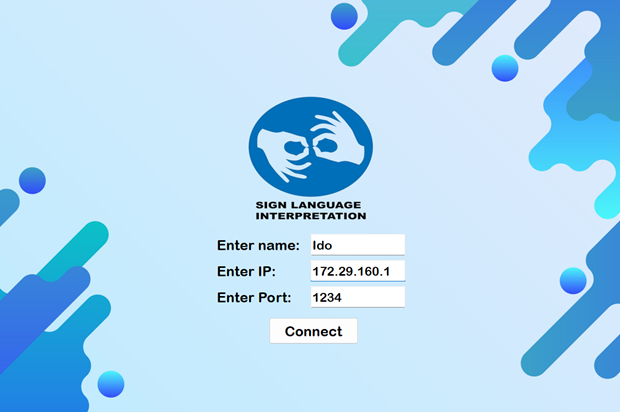 SIGN LANGUAGE
INTERPRETATION
Enter name: Ido
Enter IP: 172.29.160.1
Enter Port: 1234
Connect